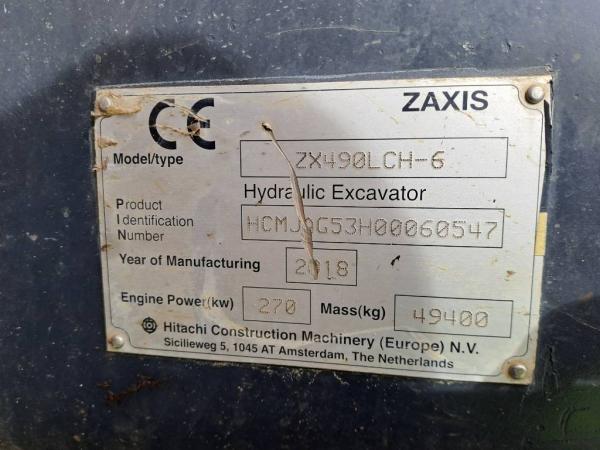 CE ZAXIS
Model/type ZX490LCH-6
Hydraulic Excavator
Product
Identification HCMJ
Number
Year of Manufacturing 2018
Engine Power(kw) 270 Mass(kg) 49400
Hitachi Construction Machinery (Europe) N.V.
Sicilieweg 5, 1045 AT Amsterdam, The Netherlands